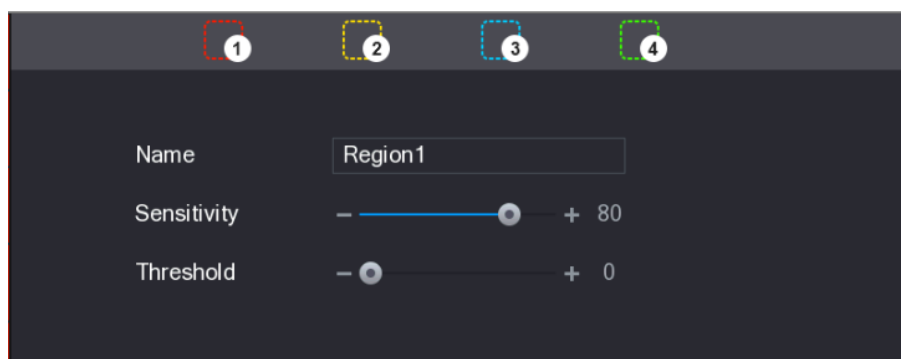 1 2 3 4
Name Region1
Sensitivity − + 80
Threshold − + 0